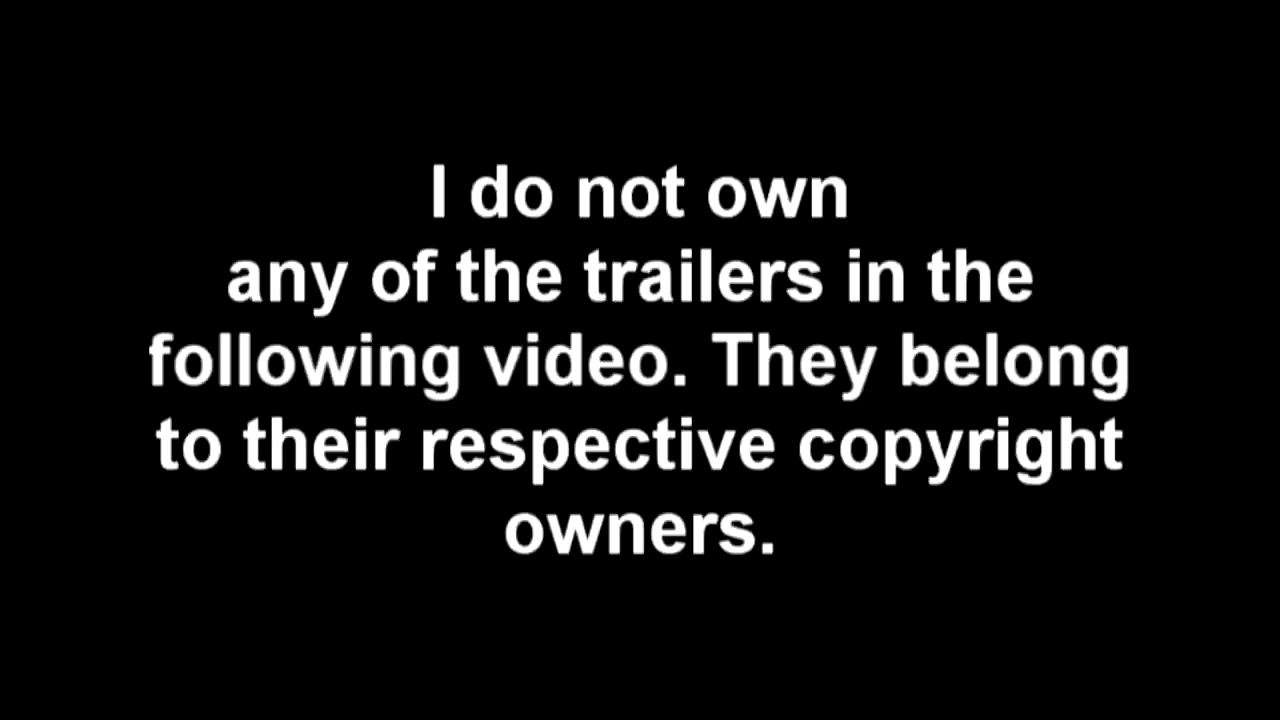 I do not own
any of the trailers in the
following video. They belong
to their respective copyright
owners.